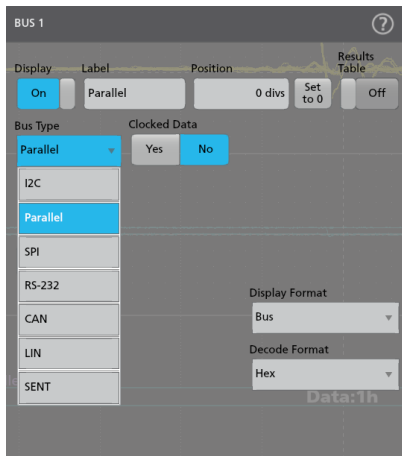 BUS 1
?
Display Label Position Results Table
On Parallel 0 divs Set to 0 Off
Bus Type Clocked Data
Parallel Yes No
I2C
Parallel
SPI
RS-232
Display Format
CAN Bus
LIN Decode Format
Hex
SENT
Data:1h